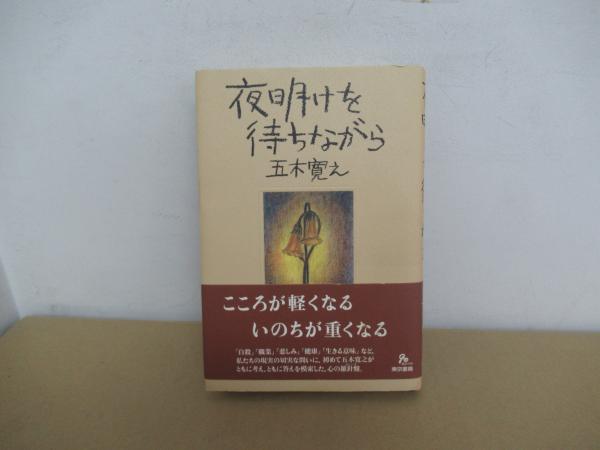 夜明けを
待ちながら
五木寛之
こころが軽くなる
いのちが重くなる
「自殺」「職業」「悲しみ」「健康」「生きる意味」など、
私たちの現実の切実な問いに、初めて五木寛之が
ともに考え、ともに答えを模索した、心の羅針盤。
東京書籍